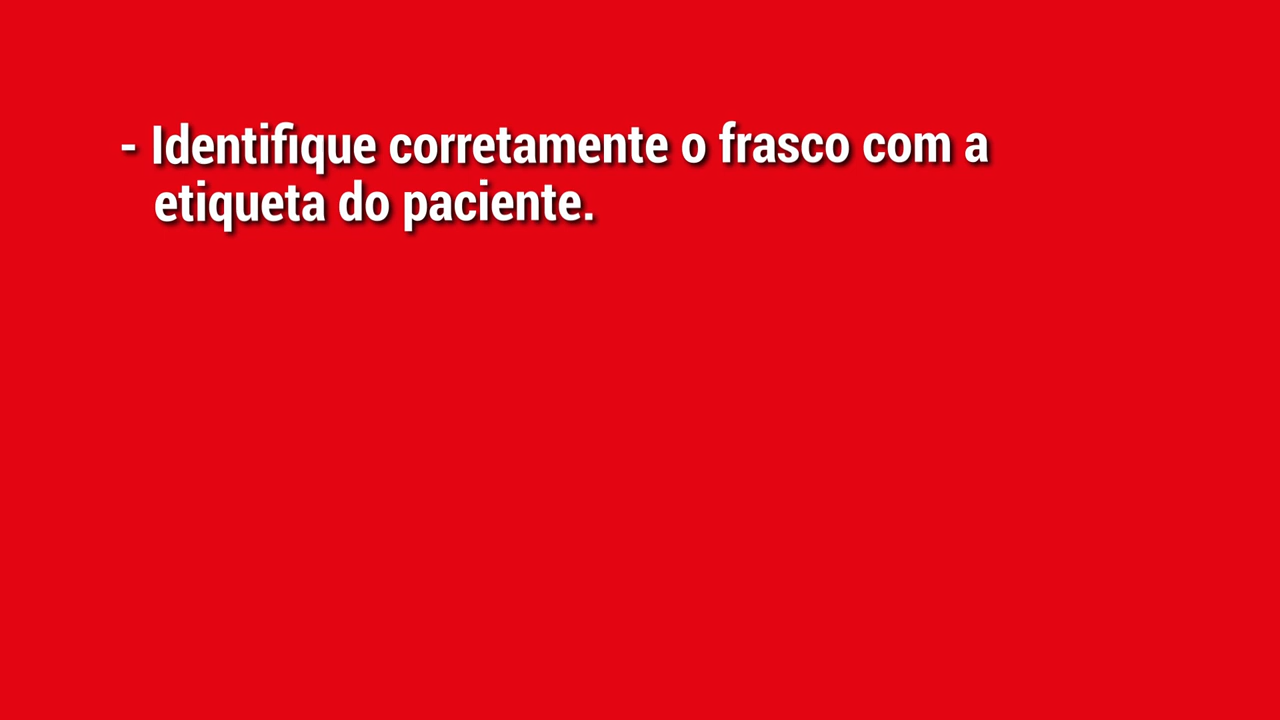 - Identifique corretamente o frasco com a
etiqueta do paciente.